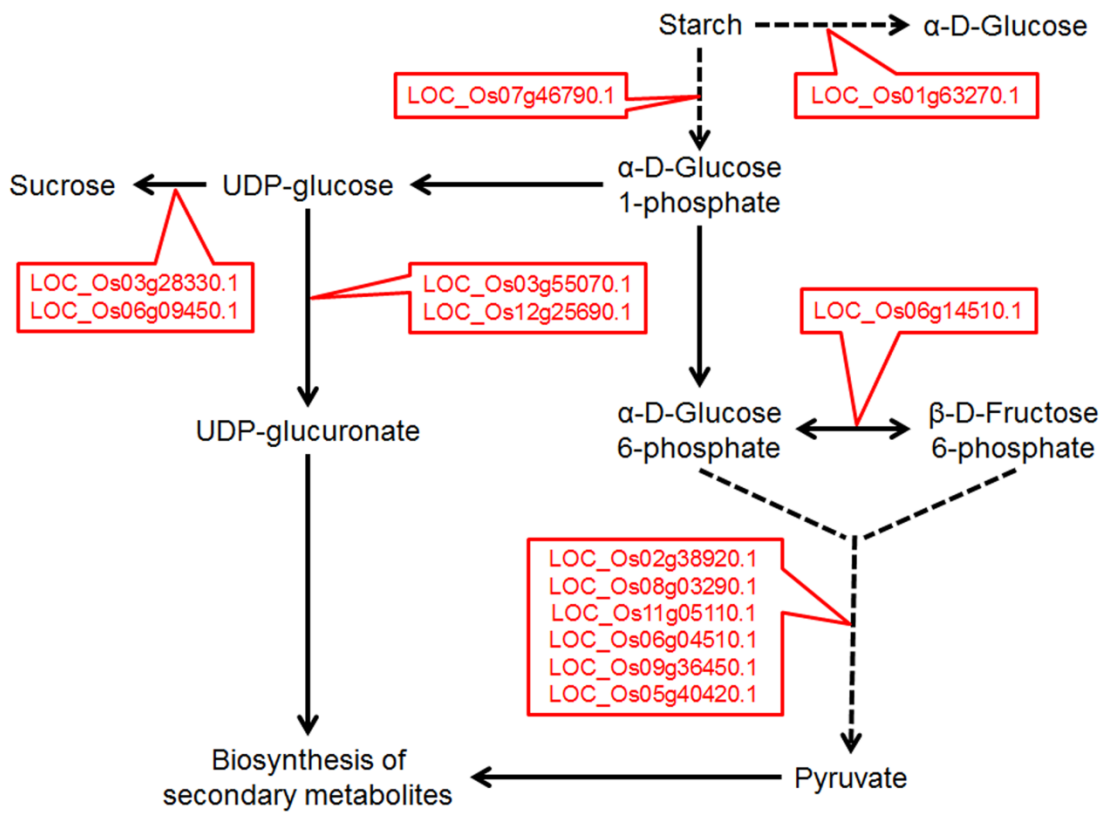 Starch
α-D-Glucose
LOC_Os07g46790.1
LOC_Os01g63270.1
Sucrose
UDP-glucose
α-D-Glucose
1-phosphate
LOC_Os03g28330.1
LOC_Os06g09450.1
LOC_Os03g55070.1
LOC_Os12g25690.1
LOC_Os06g14510.1
UDP-glucuronate
α-D-Glucose
6-phosphate
β-D-Fructose
6-phosphate
LOC_Os02g38920.1
LOC_Os08g03290.1
LOC_Os11g05110.1
LOC_Os06g04510.1
LOC_Os09g36450.1
LOC_Os05g40420.1
Biosynthesis of
secondary metabolites
Pyruvate